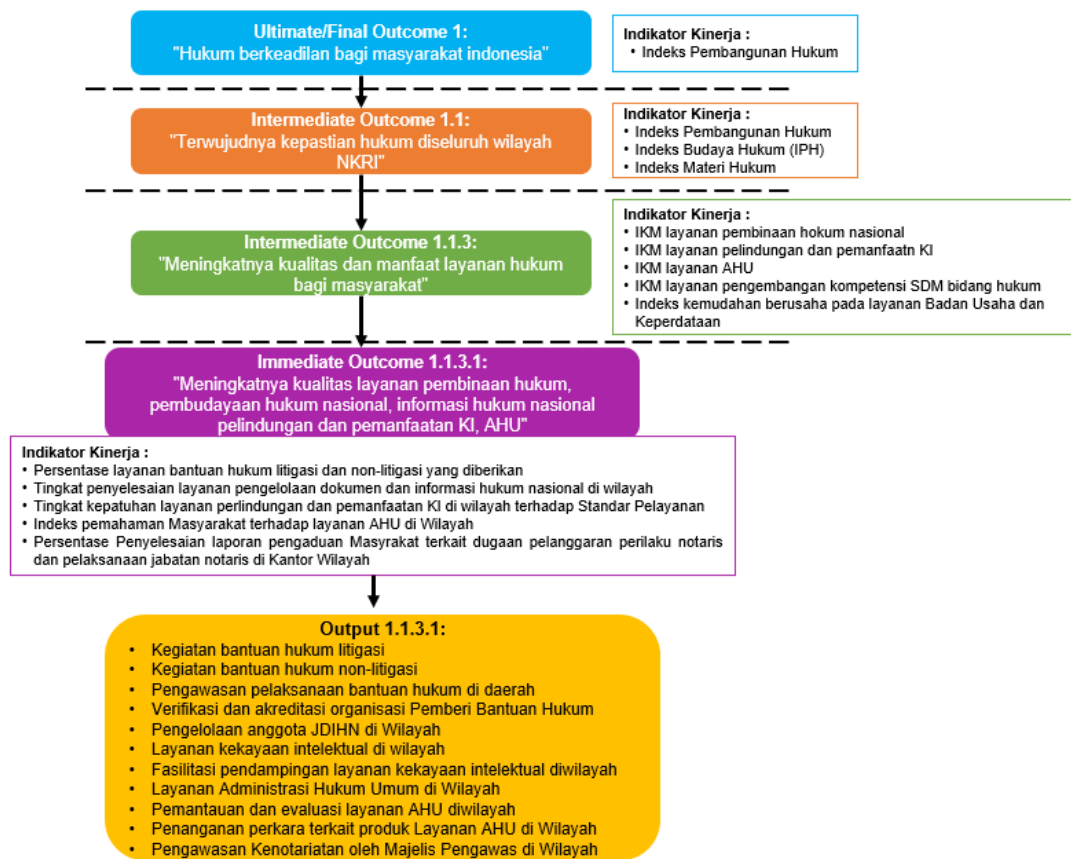 Ultimate/Final Outcome 1:
"Hukum berkeadilan bagi masyarakat indonesia"
Indikator Kinerja :
• Indeks Pembangunan Hukum
Intermediate Outcome 1.1:
"Terwujudnya kepastian hukum diseluruh wilayah
NKRI"
Indikator Kinerja :
• Indeks Pembangunan Hukum
• Indeks Budaya Hukum (IPH)
• Indeks Materi Hukum
Intermediate Outcome 1.1.3:
"Meningkatnya kualitas dan manfaat layanan hukum
bagi masyarakat"
Indikator Kinerja :
• IKM layanan pembinaan hokum nasional
• IKM layanan pelindungan dan pemanfaatn KI
• IKM layanan AHU
• IKM layanan pengembangan kompetensi SDM bidang hukum
• Indeks kemudahan berusaha pada layanan Badan Usaha dan
Keperdataan
Immediate Outcome 1.1.3.1:
"Meningkatnya kualitas layanan pembinaan hukum,
pembudayaan hukum nasional, informasi hukum nasional
pelindungan dan pemanfaatan KI, AHU"
Indikator Kinerja :
• Persentase layanan bantuan hukum litigasi dan non-litigasi yang diberikan
• Tingkat penyelesaian layanan pengelolaan dokumen dan informasi hukum nasional di wilayah
• Tingkat kepatuhan layanan perlindungan dan pemanfaatan KI di wilayah terhadap Standar Pelayanan
• Indeks pemahaman Masyarakat terhadap layanan AHU di Wilayah
• Persentase Penyelesaian laporan pengaduan Masyrakat terkait dugaan pelanggaran perilaku notaris
dan pelaksanaan jabatan notaris di Kantor Wilayah
Output 1.1.3.1:
• Kegiatan bantuan hukum litigasi
• Kegiatan bantuan hukum non-litigasi
• Pengawasan pelaksanaan bantuan hukum di daerah
• Verifikasi dan akreditasi organisasi Pemberi Bantuan Hukum
• Pengelolaan anggota JDIHN di Wilayah
• Layanan kekayaan intelektual di wilayah
• Fasilitasi pendampingan layanan kekayaan intelektual diwilayah
• Layanan Administrasi Hukum Umum di Wilayah
• Pemantauan dan evaluasi layanan AHU diwilayah
• Penanganan perkara terkait produk Layanan AHU di Wilayah
• Pengawasan Kenotariatan oleh Majelis Pengawas di Wilayah